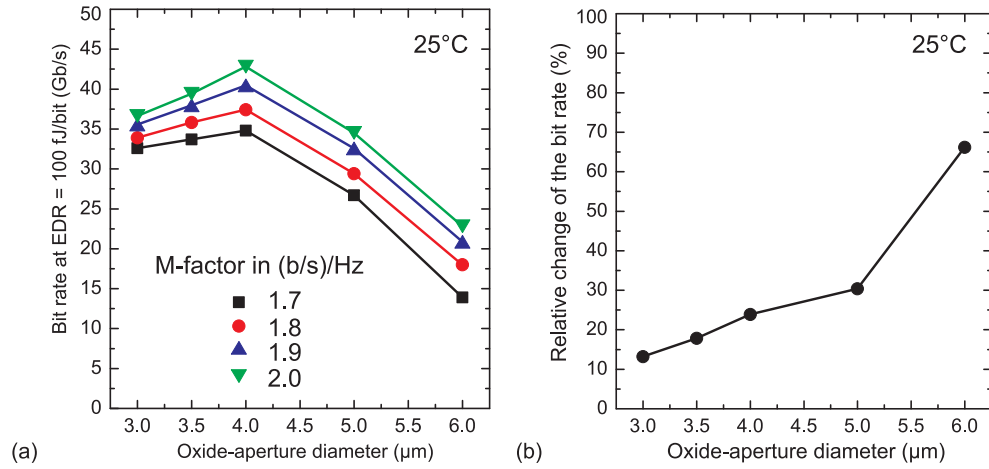 25°C
Bit rate at EDR = 100 fJ/bit (Gb/s)
50
45
40
35
30
25
20
15
10
5
0
M-factor in (b/s)/Hz
1.7
1.8
1.9
2.0
3.0 3.5 4.0 4.5 5.0 5.5 6.0
(a) Oxide-aperture diameter (µm)
25°C
Relative change of the bit rate (%)
100
90
80
70
60
50
40
30
20
10
0
3.0 3.5 4.0 4.5 5.0 5.5 6.0
(b) Oxide-aperture diameter (µm)